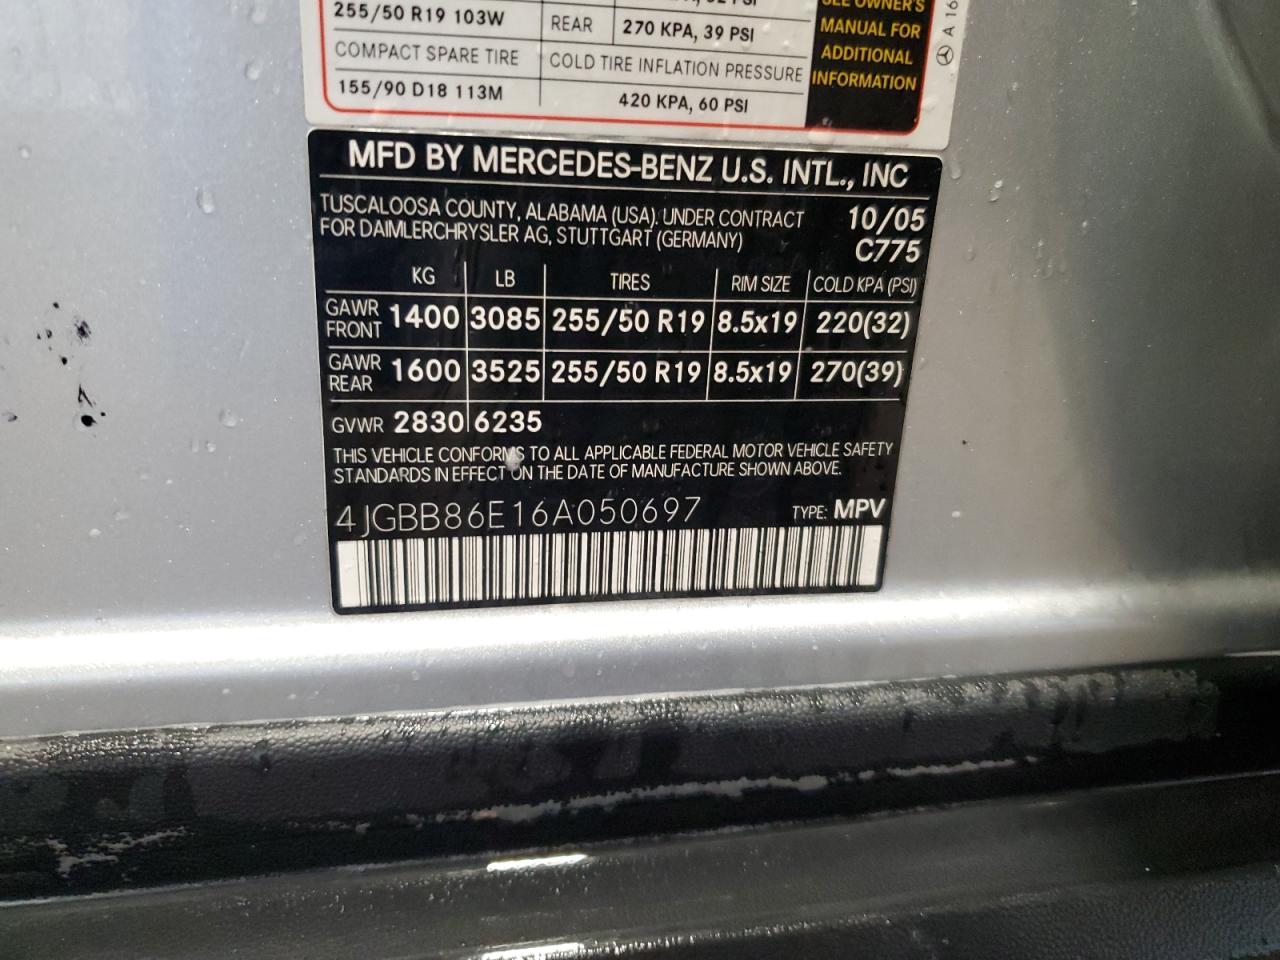 255/50 R19 103W REAR 270 KPA, 39 PSI
COMPACT SPARE TIRE COLD TIRE INFLATION PRESSURE
155/90 D18 113M 420 KPA, 60 PSI
SEE OWNER'S
MANUAL FOR
ADDITIONAL
INFORMATION
A 16
MFD BY MERCEDES-BENZ U.S. INTL., INC
TUSCALOOSA COUNTY, ALABAMA (USA), UNDER CONTRACT 10/05
FOR DAIMLERCHRYSLER AG, STUTTGART (GERMANY) C775
KG LB TIRES RIM SIZE COLD KPA (PSI)
GAWR FRONT 1400 3085 255/50 R19 8.5x19 220(32)
GAWR REAR 1600 3525 255/50 R19 8.5x19 270(39)
GVWR 2830 6235
THIS VEHICLE CONFORMS TO ALL APPLICABLE FEDERAL MOTOR VEHICLE SAFETY
STANDARDS IN EFFECT ON THE DATE OF MANUFACTURE SHOWN ABOVE.
4JGBB86E16A050697 TYPE: MPV